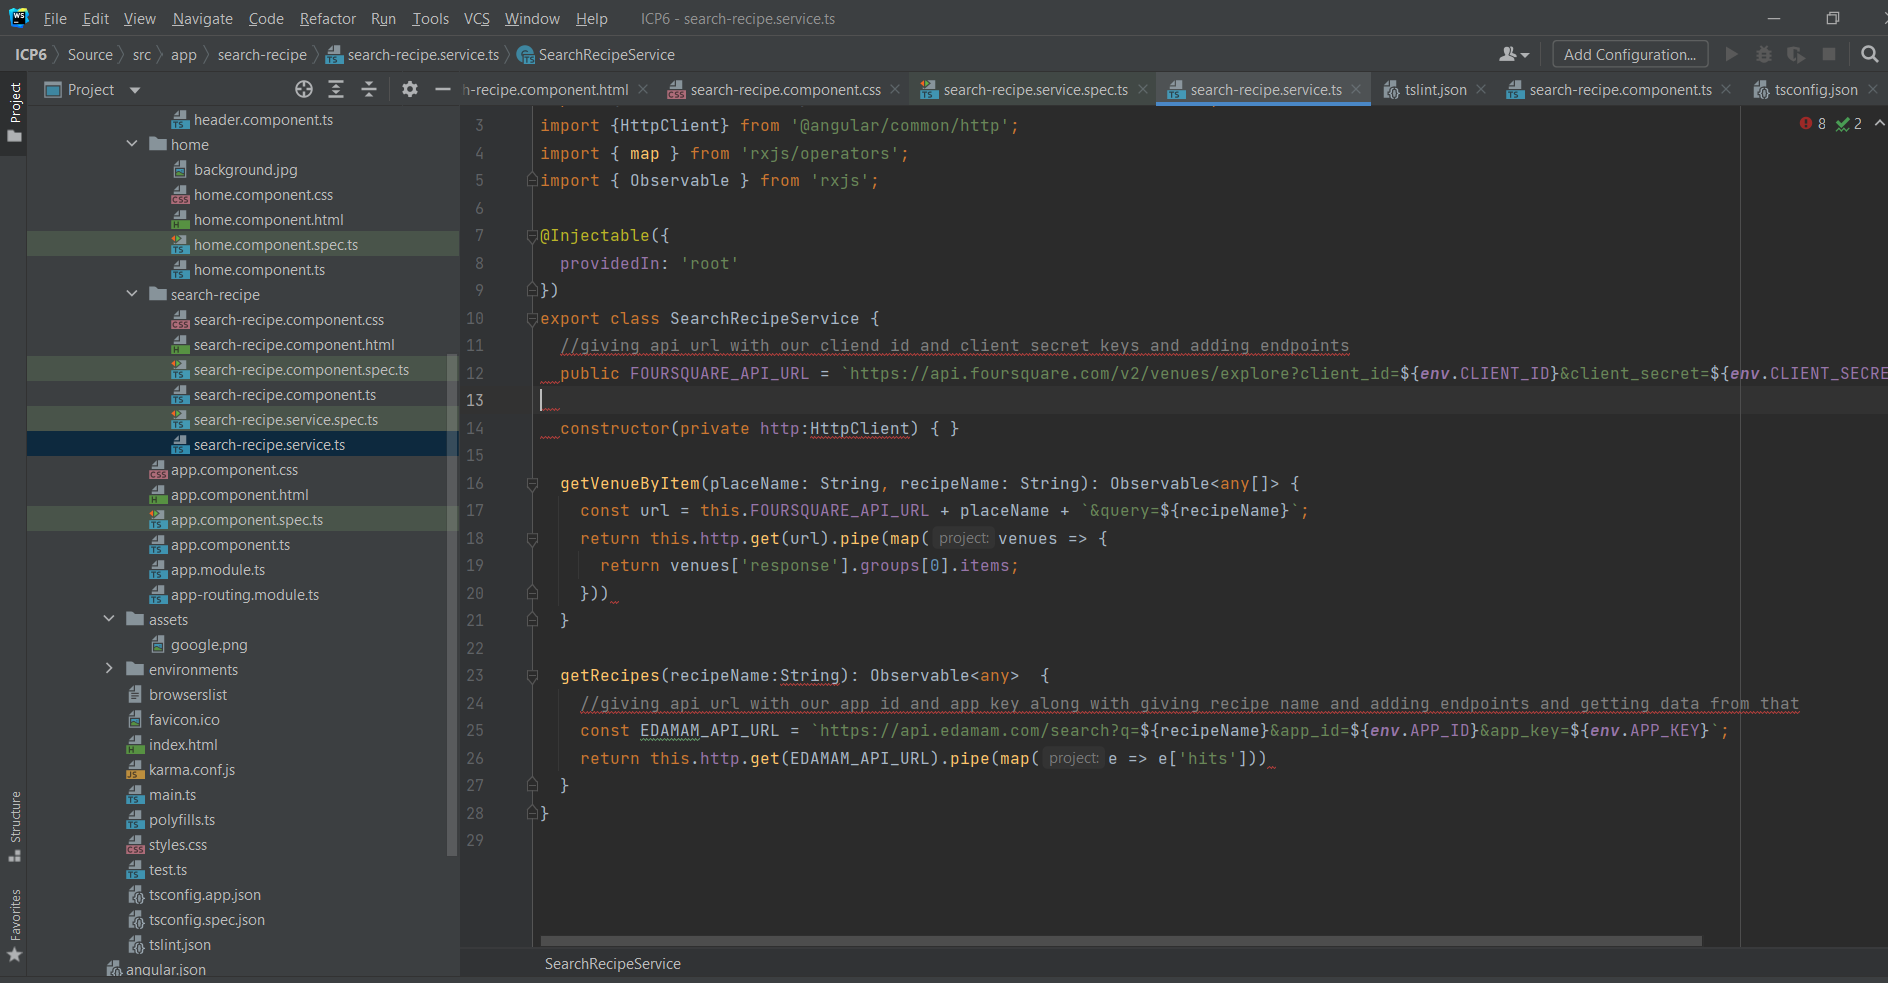 File Edit View Navigate Code Refactor Run Tools VCS Window Help ICP6 - search-recipe.service.ts
ICP6 Source src app search-recipe search-recipe.service.ts SearchRecipeService Add Configuration...
Project
Project
h-recipe.component.html search-recipe.component.css search-recipe.service.spec.ts search-recipe.service.ts tslint.json search-recipe.component.ts tsconfig.json
header.component.ts
home
background.jpg
home.component.css
home.component.html
home.component.spec.ts
home.component.ts
search-recipe
search-recipe.component.css
search-recipe.component.html
search-recipe.component.spec.ts
search-recipe.component.ts
search-recipe.service.spec.ts
search-recipe.service.ts
app.component.css
app.component.html
app.component.spec.ts
app.component.ts
app.module.ts
app-routing.module.ts
assets
google.png
environments
browserslist
favicon.ico
index.html
karma.conf.js
main.ts
polyfills.ts
styles.css
test.ts
tsconfig.app.json
tsconfig.spec.json
tslint.json
angular.json
Structure
Favorites
8 2
3 import {HttpClient} from '@angular/common/http';
4 import { map } from 'rxjs/operators';
5 import { Observable } from 'rxjs';
6
7 @Injectable({
8 providedIn: 'root'
9 })
10 export class SearchRecipeService {
11 //giving api url with our cliend id and client secret keys and adding endpoints
12 public FOURSQUARE_API_URL = `https://api.foursquare.com/v2/venues/explore?client_id=${env.CLIENT_ID}&client_secret=${env.CLIENT_SECRE
13
14 constructor(private http:HttpClient) { }
15
16 getVenueByItem(placeName: String, recipeName: String): Observable<any[]> {
17 const url = this.FOURSQUARE_API_URL + placeName + `&query=${recipeName}`;
18 return this.http.get(url).pipe(map( project: venues => {
19 return venues['response'].groups[0].items;
20 }))
21 }
22
23 getRecipes(recipeName:String): Observable<any> {
24 //giving api url with our app id and app key along with giving recipe name and adding endpoints and getting data from that
25 const EDAMAM_API_URL = `https://api.edamam.com/search?q=${recipeName}&app_id=${env.APP_ID}&app_key=${env.APP_KEY}`;
26 return this.http.get(EDAMAM_API_URL).pipe(map( project: e => e['hits']))
27 }
28 }
29
SearchRecipeService